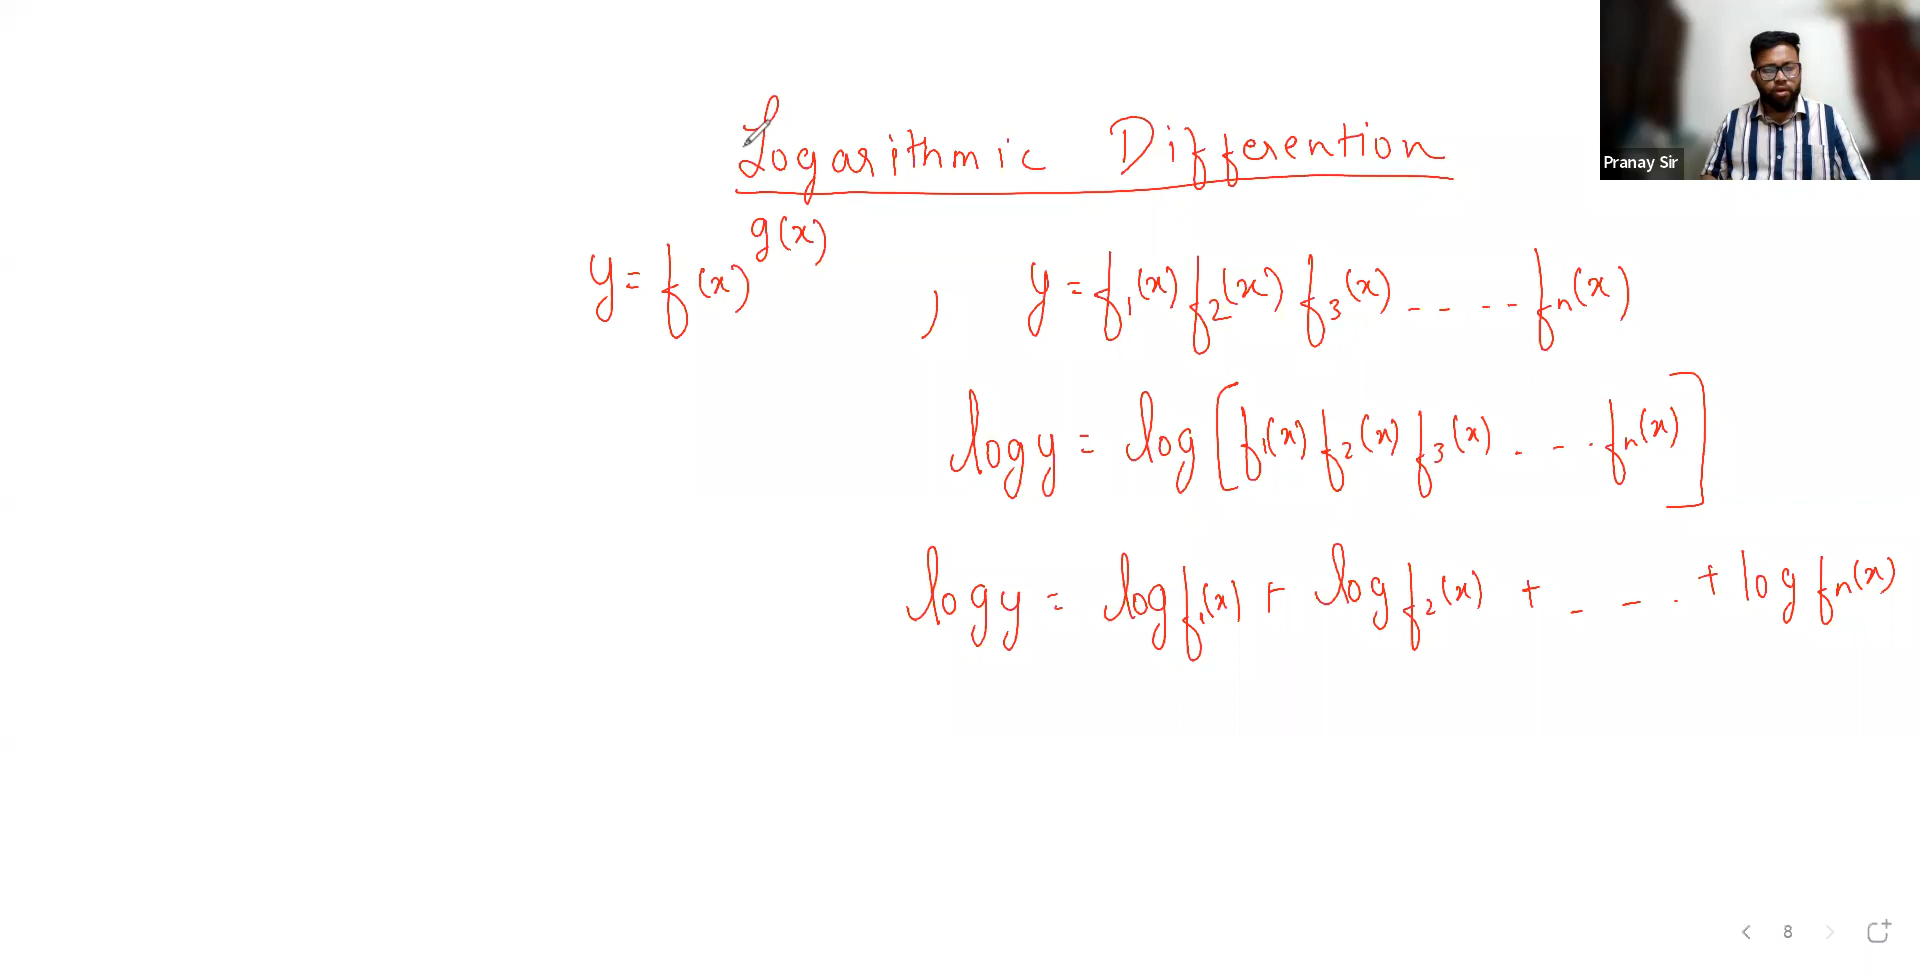 Logarithmic Differention
Pranay Sir
y = f(x)^g(x) , y = f₁(x) f₂(x) f₃(x) - - - - fₙ(x)
log y = log [f₁(x) f₂(x) f₃(x) . - - . fₙ(x)]
log y = log f₁(x) + log f₂(x) + - - . + log fₙ(x)
8